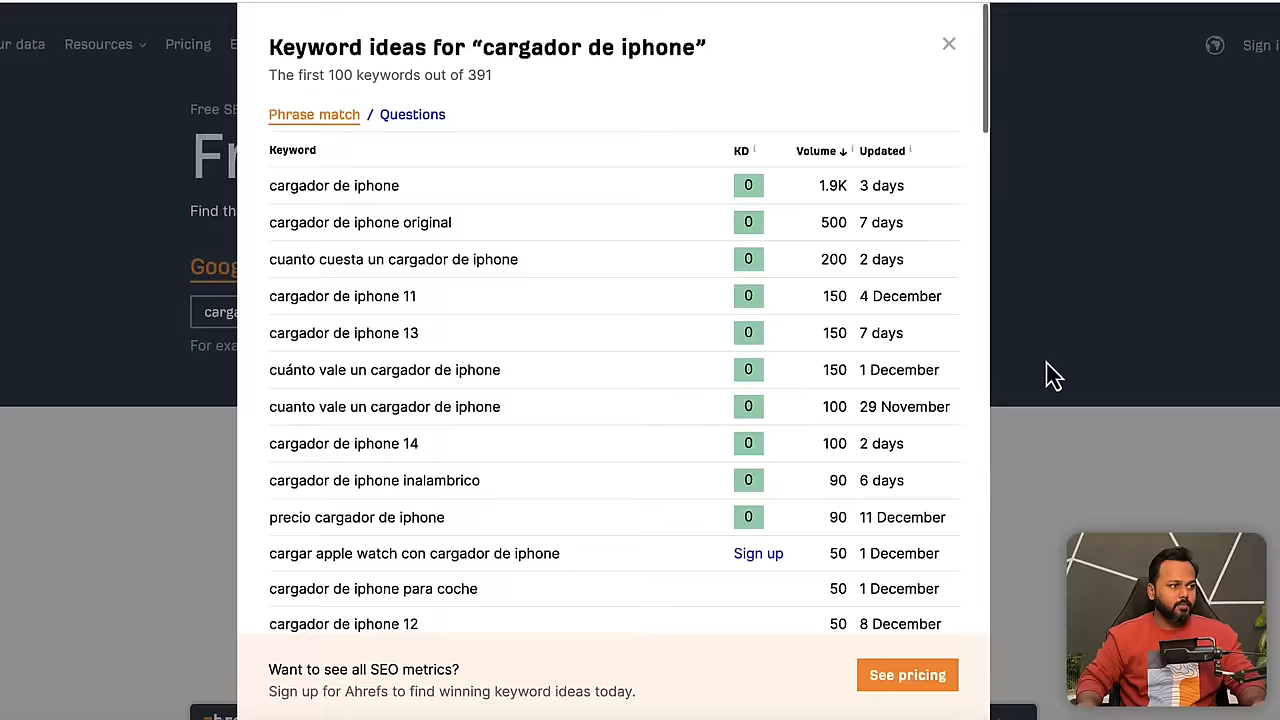 ur data Resources Pricing E Sign i
Keyword ideas for “cargador de iphone”
The first 100 keywords out of 391
Free SE
Phrase match / Questions
Fr
Keyword KD i Volume ↓ i Updated i
cargador de iphone 0 1.9K 3 days
Find th
cargador de iphone original 0 500 7 days
cuanto cuesta un cargador de iphone 0 200 2 days
Goog
cargador de iphone 11 0 150 4 December
carga
cargador de iphone 13 0 150 7 days
For exa
cuánto vale un cargador de iphone 0 150 1 December
cuanto vale un cargador de iphone 0 100 29 November
cargador de iphone 14 0 100 2 days
cargador de iphone inalambrico 0 90 6 days
precio cargador de iphone 0 90 11 December
cargar apple watch con cargador de iphone Sign up 50 1 December
cargador de iphone para coche 50 1 December
cargador de iphone 12 50 8 December
Want to see all SEO metrics?
See pricing
Sign up for Ahrefs to find winning keyword ideas today.